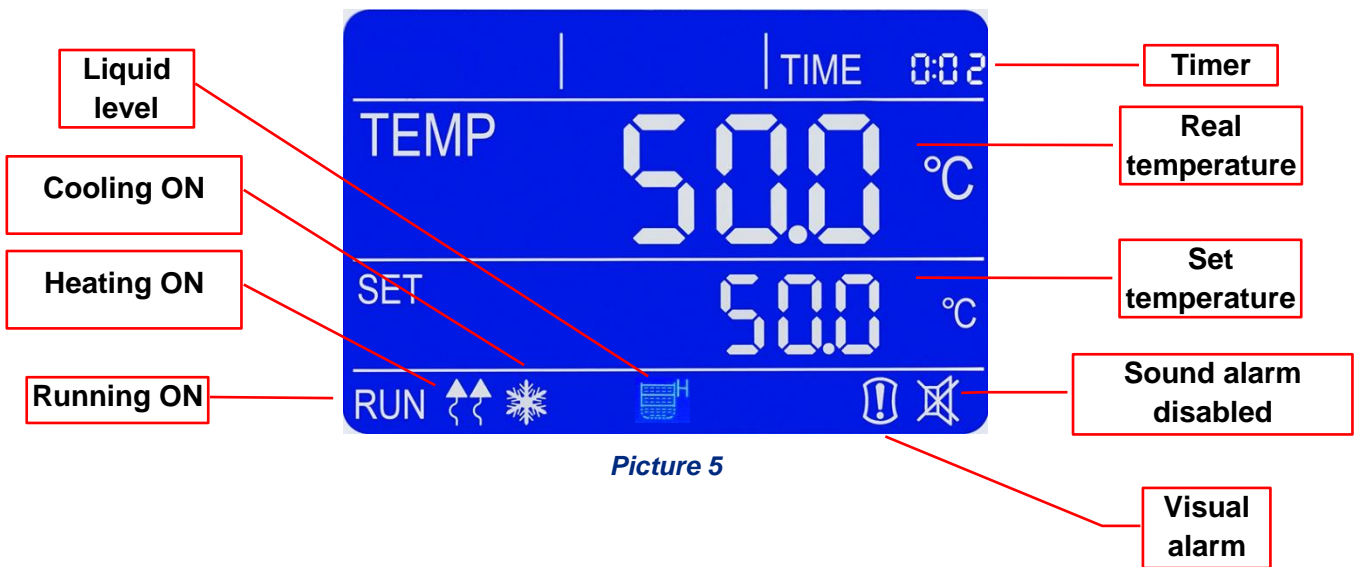 Liquid
level
Cooling ON
Heating ON
Running ON
TIME 0:02
TEMP 50.0 °C
SET 50.0 °C
RUN H
Timer
Real
temperature
Set
temperature
Sound alarm
disabled
Visual
alarm
Picture 5